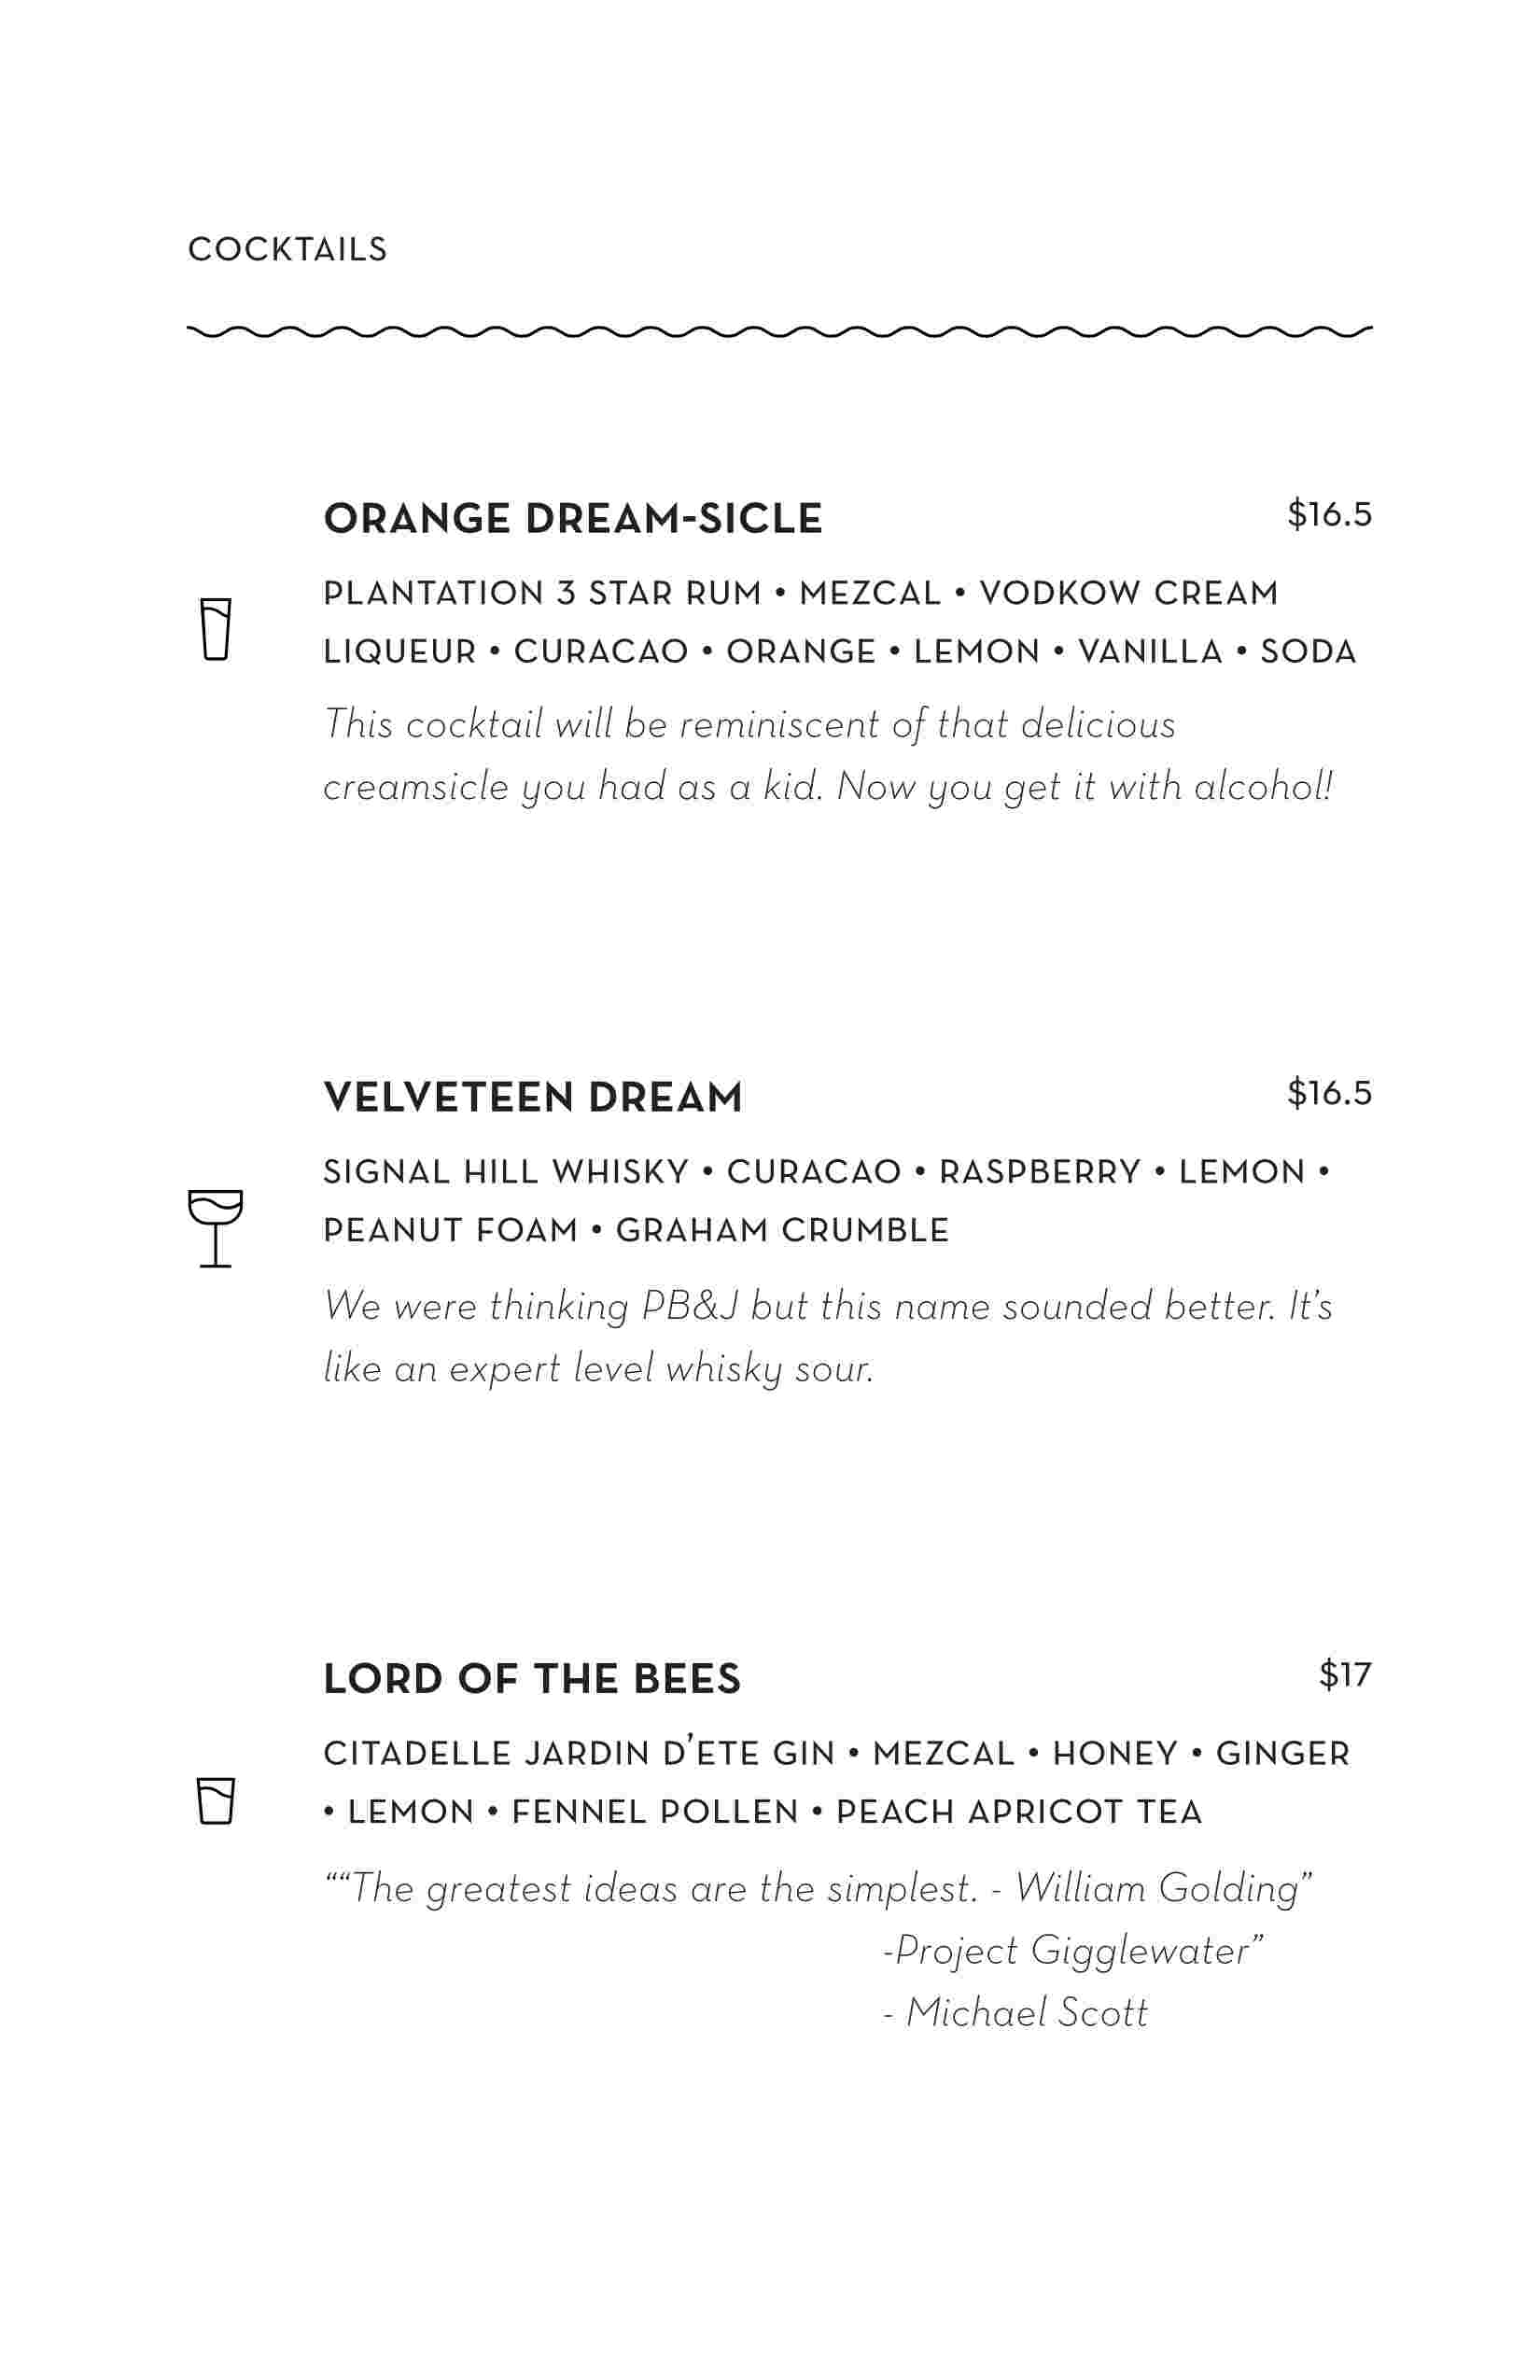 COCKTAILS
ORANGE DREAM-SICLE $16.5
PLANTATION 3 STAR RUM • MEZCAL • VODKOW CREAM
LIQUEUR • CURACAO • ORANGE • LEMON • VANILLA • SODA
This cocktail will be reminiscent of that delicious
creamsicle you had as a kid. Now you get it with alcohol!
VELVETEEN DREAM $16.5
SIGNAL HILL WHISKY • CURACAO • RASPBERRY • LEMON •
PEANUT FOAM • GRAHAM CRUMBLE
We were thinking PB&J but this name sounded better. It’s
like an expert level whisky sour.
LORD OF THE BEES $17
CITADELLE JARDIN D’ETE GIN • MEZCAL • HONEY • GINGER
• LEMON • FENNEL POLLEN • PEACH APRICOT TEA
““The greatest ideas are the simplest. - William Golding”
-Project Gigglewater”
- Michael Scott